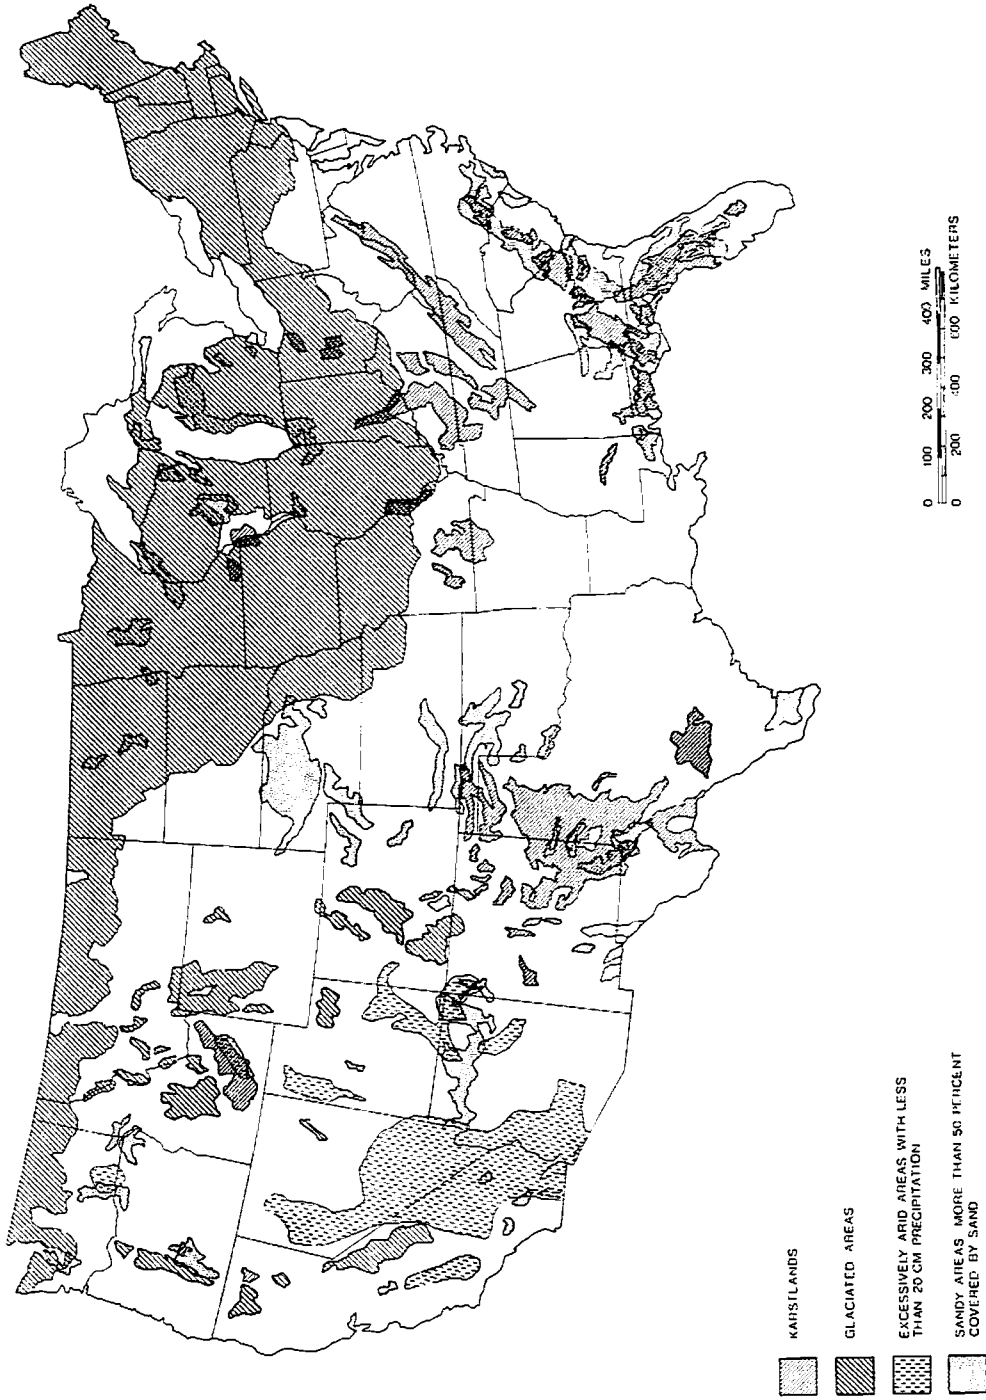 KARSTLANDS
GLACIATED AREAS
EXCESSIVELY ARID AREAS WITH LESS
THAN 20 CM PRECIPITATION
SANDY AREAS MORE THAN 50 PERCENT
COVERED BY SAND
0 100 200 300 400 MILES
0 200 400 600 KILOMETERS